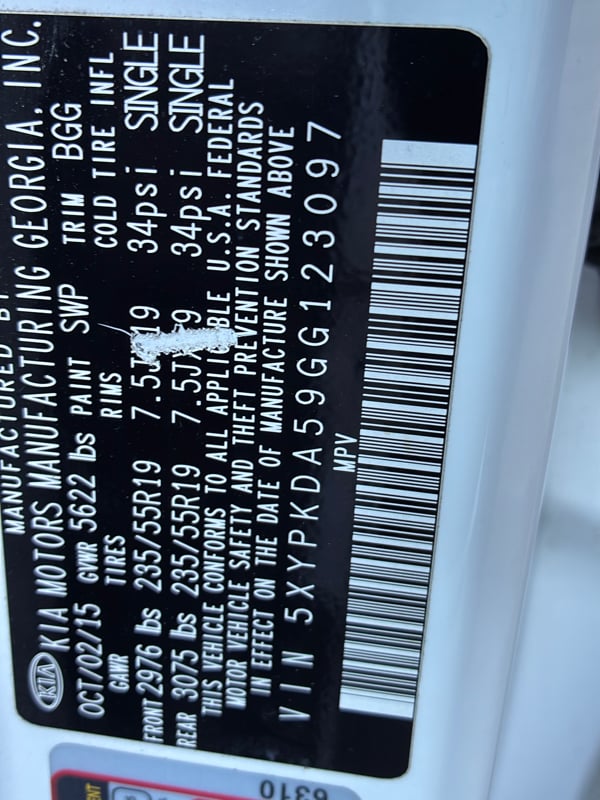 MANUFACTURED BY
KIA KIA MOTORS MANUFACTURING GEORGIA, INC.
OCT/02/15 GVWR 5622 lbs PAINT SWP TRIM BGG
GAWR TIRES RIMS COLD TIRE INFL
FRONT 2976 lbs 235/55R19 7.5J 19 34psi SINGLE
REAR 3075 lbs 235/55R19 7.5J 9 34psi SINGLE
THIS VEHICLE CONFORMS TO ALL APPLICABLE U.S.A. FEDERAL
MOTOR VEHICLE SAFETY AND THEFT PREVENTION STANDARDS
IN EFFECT ON THE DATE OF MANUFACTURE SHOWN ABOVE
VIN 5XYPKDA59GG123097
MPV
6310